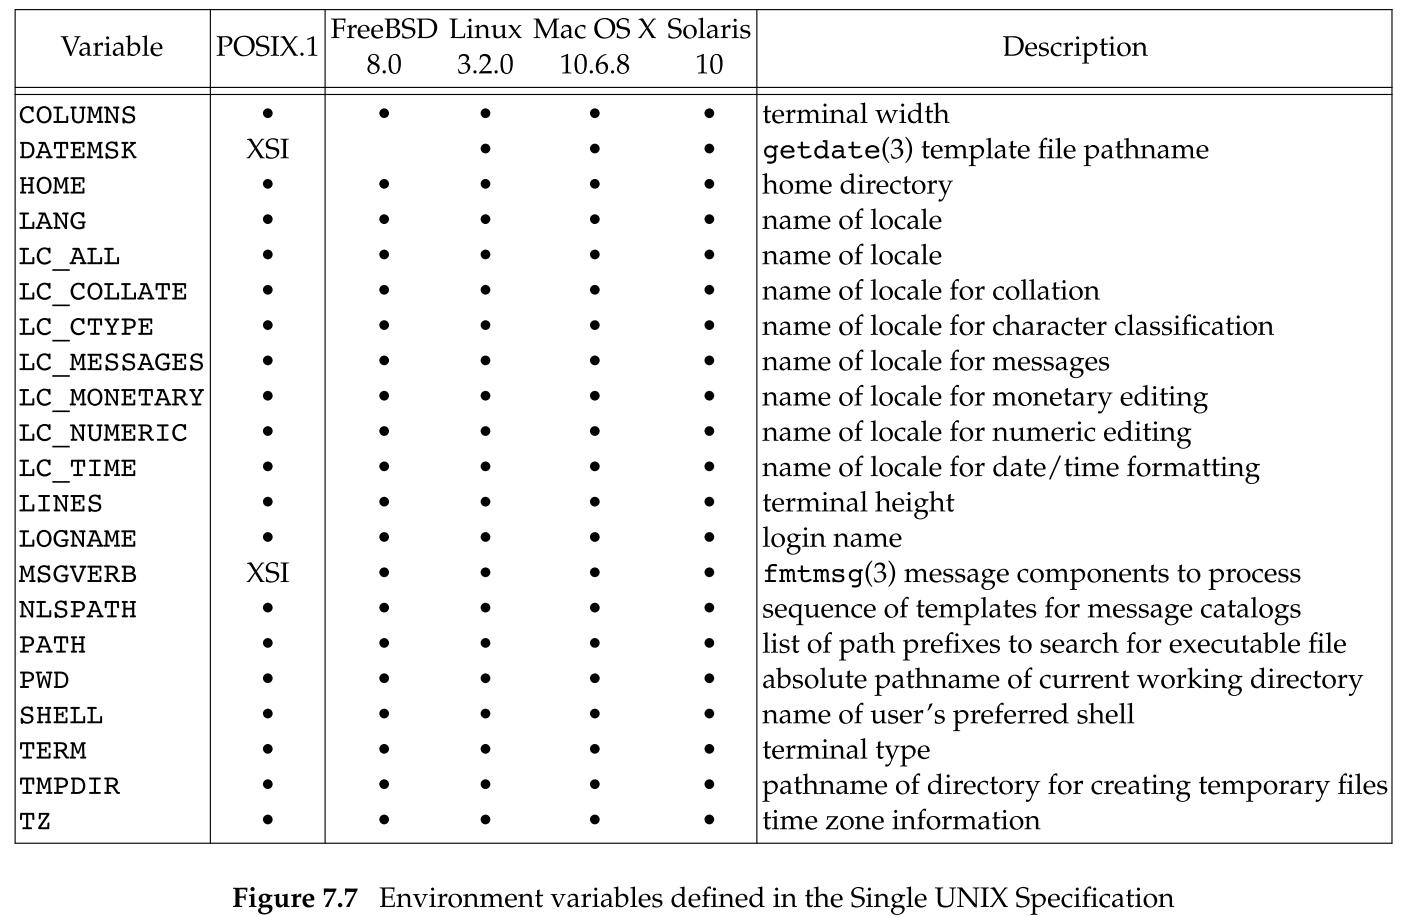 Variable POSIX.1 FreeBSD 8.0 Linux 3.2.0 Mac OS X 10.6.8 Solaris 10 Description
COLUMNS • • • • • terminal width
DATEMSK XSI • • • getdate(3) template file pathname
HOME • • • • • home directory
LANG • • • • • name of locale
LC_ALL • • • • • name of locale
LC_COLLATE • • • • • name of locale for collation
LC_CTYPE • • • • • name of locale for character classification
LC_MESSAGES • • • • • name of locale for messages
LC_MONETARY • • • • • name of locale for monetary editing
LC_NUMERIC • • • • • name of locale for numeric editing
LC_TIME • • • • • name of locale for date/time formatting
LINES • • • • • terminal height
LOGNAME • • • • • login name
MSGVERB XSI • • • • fmtmsg(3) message components to process
NLSPATH • • • • • sequence of templates for message catalogs
PATH • • • • • list of path prefixes to search for executable file
PWD • • • • • absolute pathname of current working directory
SHELL • • • • • name of user's preferred shell
TERM • • • • • terminal type
TMPDIR • • • • • pathname of directory for creating temporary files
TZ • • • • • time zone information
Figure 7.7 Environment variables defined in the Single UNIX Specification